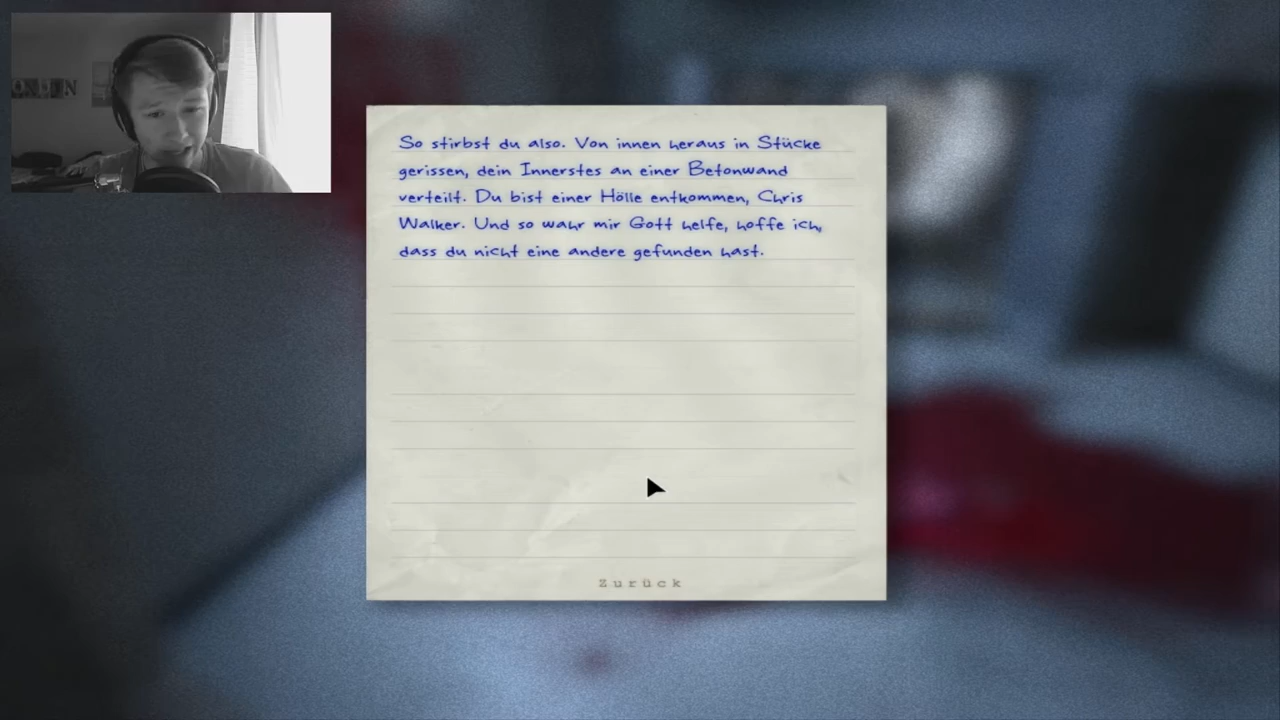 So stirbst du also. Von innen heraus in Stücke
gerissen, dein Innerstes an einer Betonwand
verteilt. Du bist einer Hölle entkommen, Chris
Walker. Und so wahr mir Gott helfe, hoffe ich,
dass du nicht eine andere gefunden hast.
Zurück